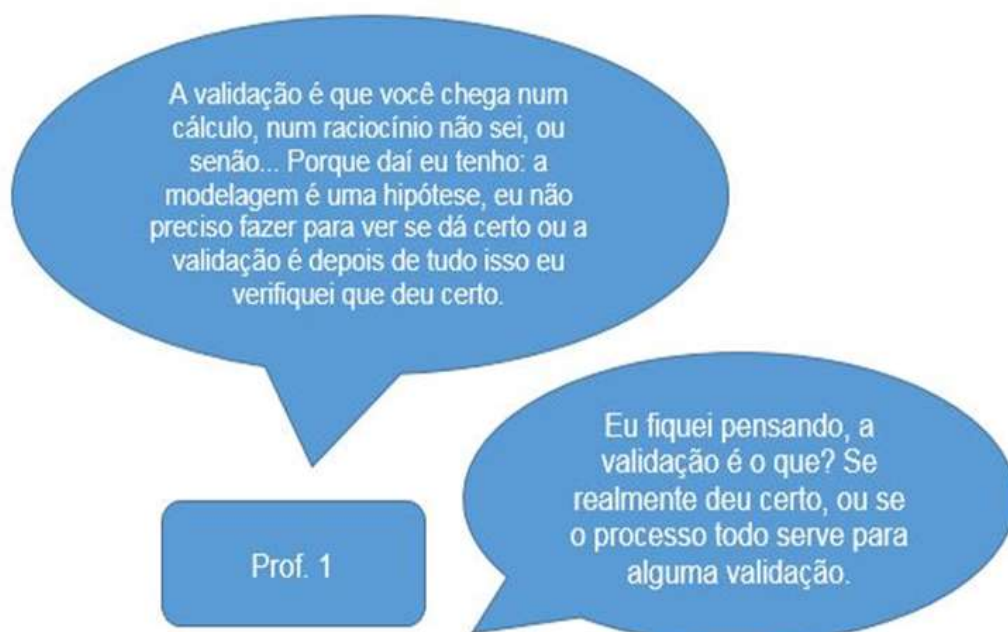 A validação é que você chega num
cálculo, num raciocínio não sei, ou
senão... Porque daí eu tenho: a
modelagem é uma hipótese, eu não
preciso fazer para ver se dá certo ou a
validação é depois de tudo isso eu
verifiquei que deu certo.
Eu fiquei pensando, a
validação é o que? Se
realmente deu certo, ou se
o processo todo serve para
alguma validação.
Prof. 1